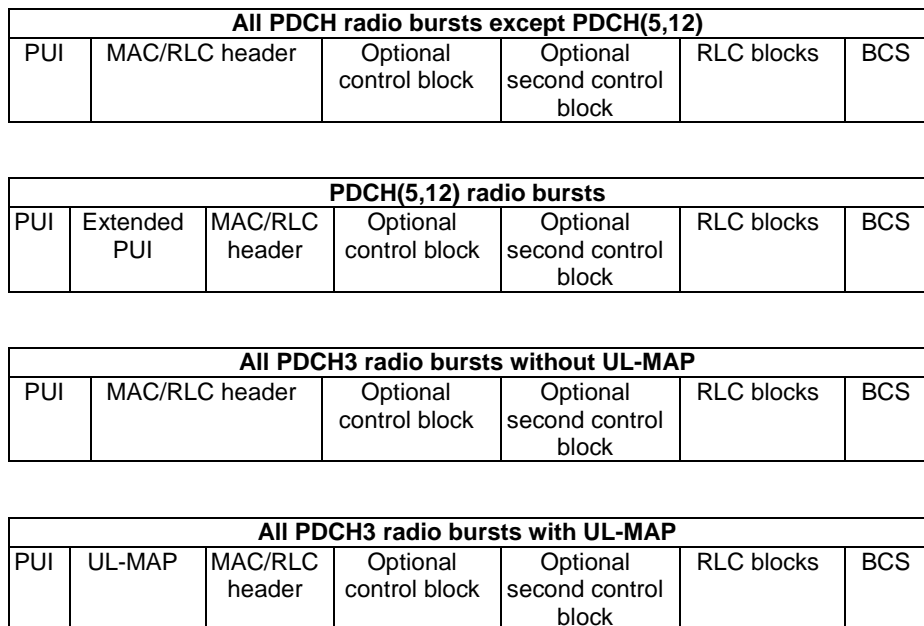 All PDCH radio bursts except PDCH(5,12)
PUI MAC/RLC header Optional control block Optional second control block RLC blocks BCS
PDCH(5,12) radio bursts
PUI Extended PUI MAC/RLC header Optional control block Optional second control block RLC blocks BCS
All PDCH3 radio bursts without UL-MAP
PUI MAC/RLC header Optional control block Optional second control block RLC blocks BCS
All PDCH3 radio bursts with UL-MAP
PUI UL-MAP MAC/RLC header Optional control block Optional second control block RLC blocks BCS